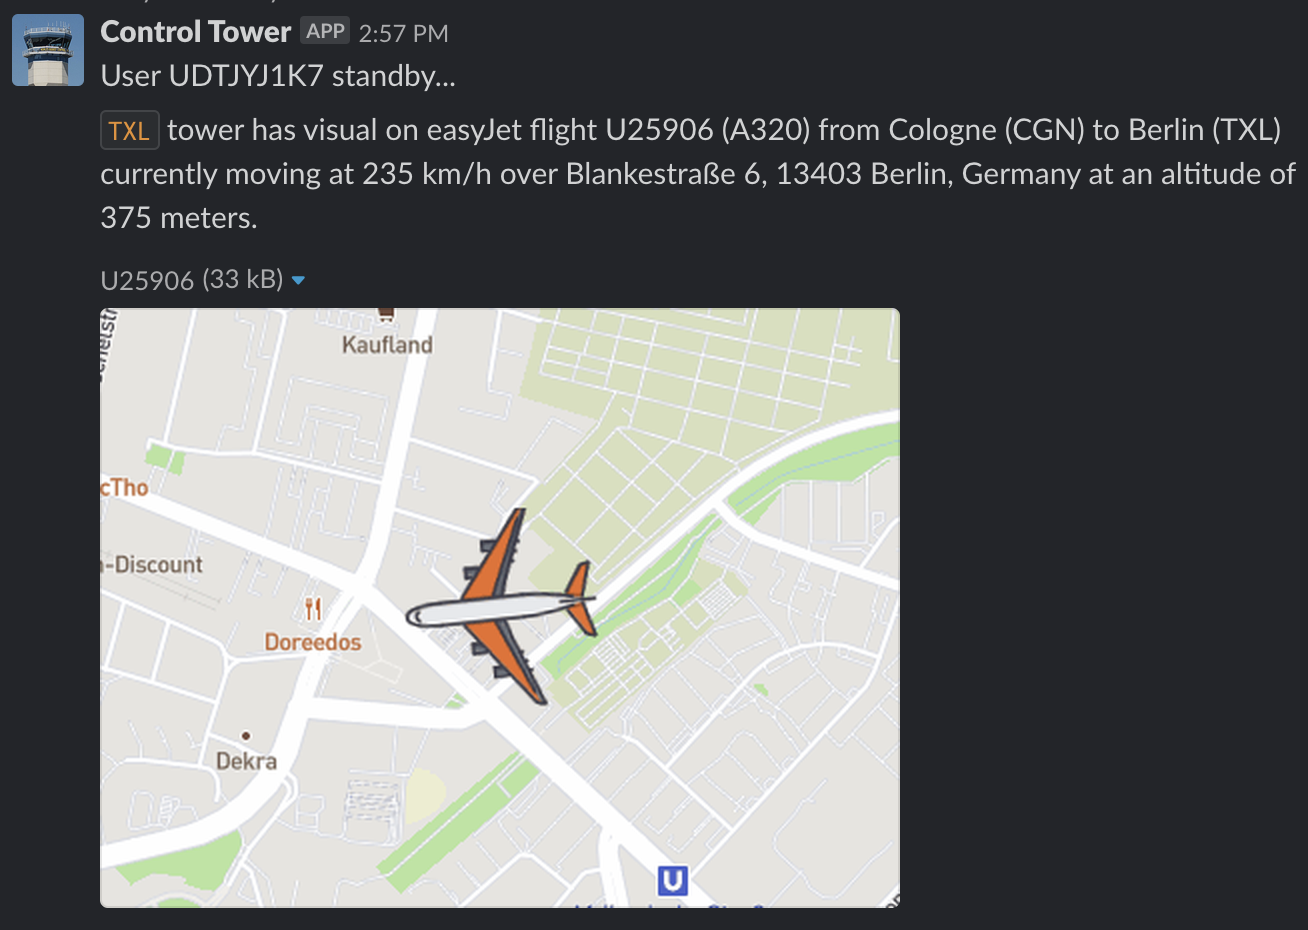 Control Tower APP 2:57 PM
User UDTJYJ1K7 standby...
TXL tower has visual on easyJet flight U25906 (A320) from Cologne (CGN) to Berlin (TXL)
currently moving at 235 km/h over Blankestraße 6, 13403 Berlin, Germany at an altitude of
375 meters.
U25906 (33 kB)
Kaufland
cTho
-Discount
Doreedos
Dekra
U